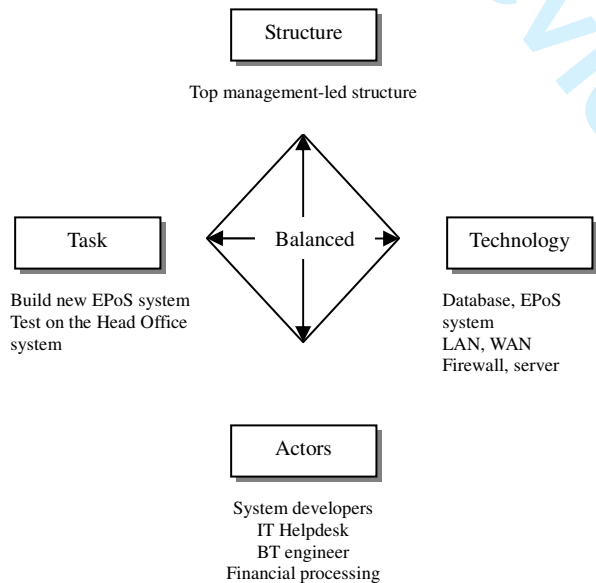 Structure
Top management-led structure
Task
Balanced
Technology
Build new EPoS system
Test on the Head Office
system
Database, EPoS
system
LAN, WAN
Firewall, server
Actors
System developers
IT Helpdesk
BT engineer
Financial processing